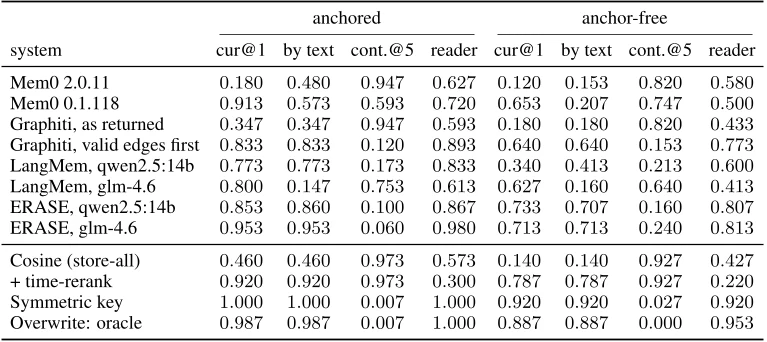 anchored anchor-free
system cur@1 by text cont.@5 reader cur@1 by text cont.@5 reader
Mem0 2.0.11 0.180 0.480 0.947 0.627 0.120 0.153 0.820 0.580
Mem0 0.1.118 0.913 0.573 0.593 0.720 0.653 0.207 0.747 0.500
Graphiti, as returned 0.347 0.347 0.947 0.593 0.180 0.180 0.820 0.433
Graphiti, valid edges first 0.833 0.833 0.120 0.893 0.640 0.640 0.153 0.773
LangMem, qwen2.5:14b 0.773 0.773 0.173 0.833 0.340 0.413 0.213 0.600
LangMem, glm-4.6 0.800 0.147 0.753 0.613 0.627 0.160 0.640 0.413
ERASE, qwen2.5:14b 0.853 0.860 0.100 0.867 0.733 0.707 0.160 0.807
ERASE, glm-4.6 0.953 0.953 0.060 0.980 0.713 0.713 0.240 0.813
Cosine (store-all) 0.460 0.460 0.973 0.573 0.140 0.140 0.927 0.427
+ time-rerank 0.920 0.920 0.973 0.300 0.787 0.787 0.927 0.220
Symmetric key 1.000 1.000 0.007 1.000 0.920 0.920 0.027 0.920
Overwrite: oracle 0.987 0.987 0.007 1.000 0.887 0.887 0.000 0.953